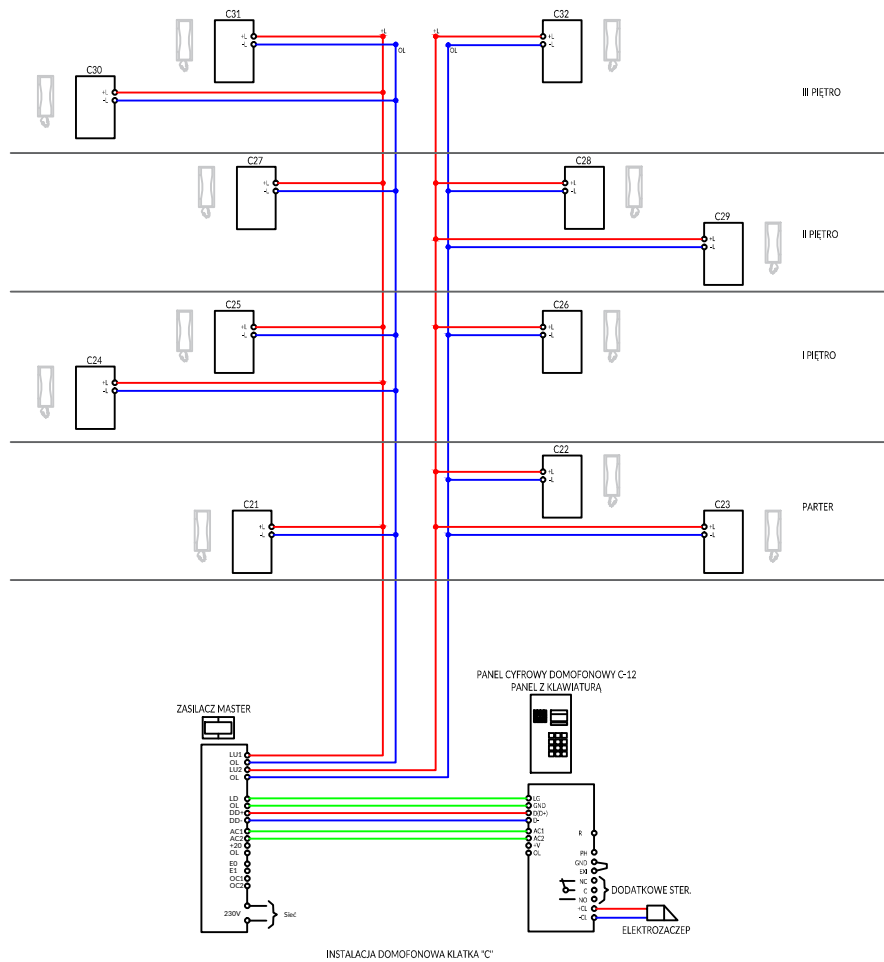 C31
+L
-L
+L
OL
+L
OL
C32
+L
-L
C30
+L
-L
III PIĘTRO
C27
+L
-L
C28
+L
-L
C29
+L
-L
II PIĘTRO
C25
+L
-L
C26
+L
-L
I PIĘTRO
C24
+L
-L
C22
+L
-L
C21
+L
-L
C23
+L
-L
PARTER
PANEL CYFROWY DOMOFONOWY C-12
PANEL Z KLAWIATURĄ
ZASILACZ MASTER
LU1
OL
LU2
OL
LD
OL
DD+
DD-
AC1
AC2
+20
OL
E0
E1
OC1
OC2
230V
Sieć
LG
GND
D(D+)
D-
AC1
AC2
+V
OL
R
PH
GND
EXI
NC
C
NO
+CL
-CL
DODATKOWE STER.
ELEKTROZACZEP
INSTALACJA DOMOFONOWA KLATKA "C"